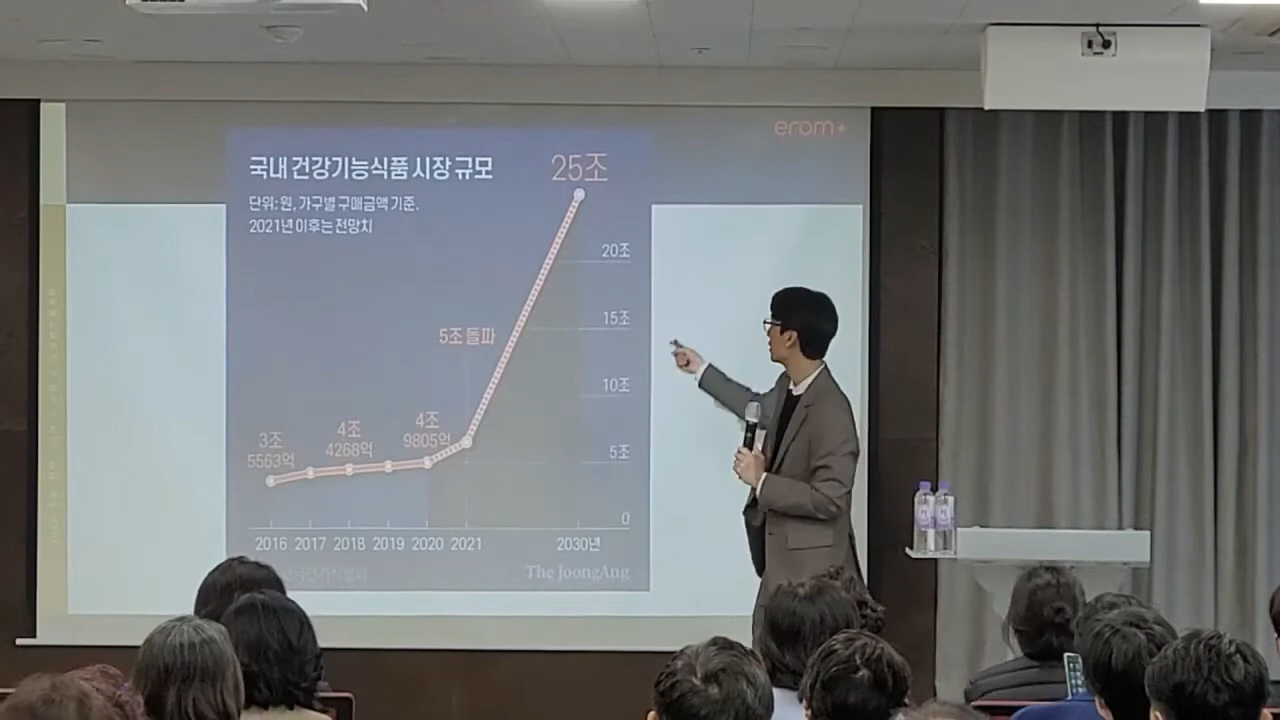 erom+
국내 건강기능식품 시장 규모
25조
단위: 원, 가구별 구매금액 기준.
2021년 이후는 전망치
20조
15조
5조 돌파
10조
4조
9805억
4조
4268억
3조
5563억
5조
0
2016 2017 2018 2019 2020 2021 2030년
The JoongAng